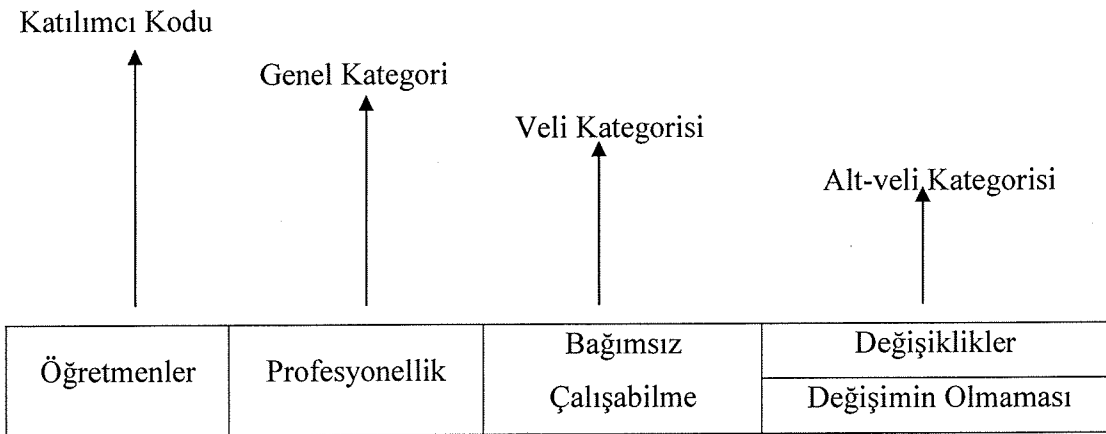 Katılımcı Kodu
Genel Kategori
Veli Kategorisi
Alt-veli Kategorisi
Öğretmenler
Profesyonellik
Bağımsız
Çalışabilme
Değişiklikler
Değişimin Olmaması